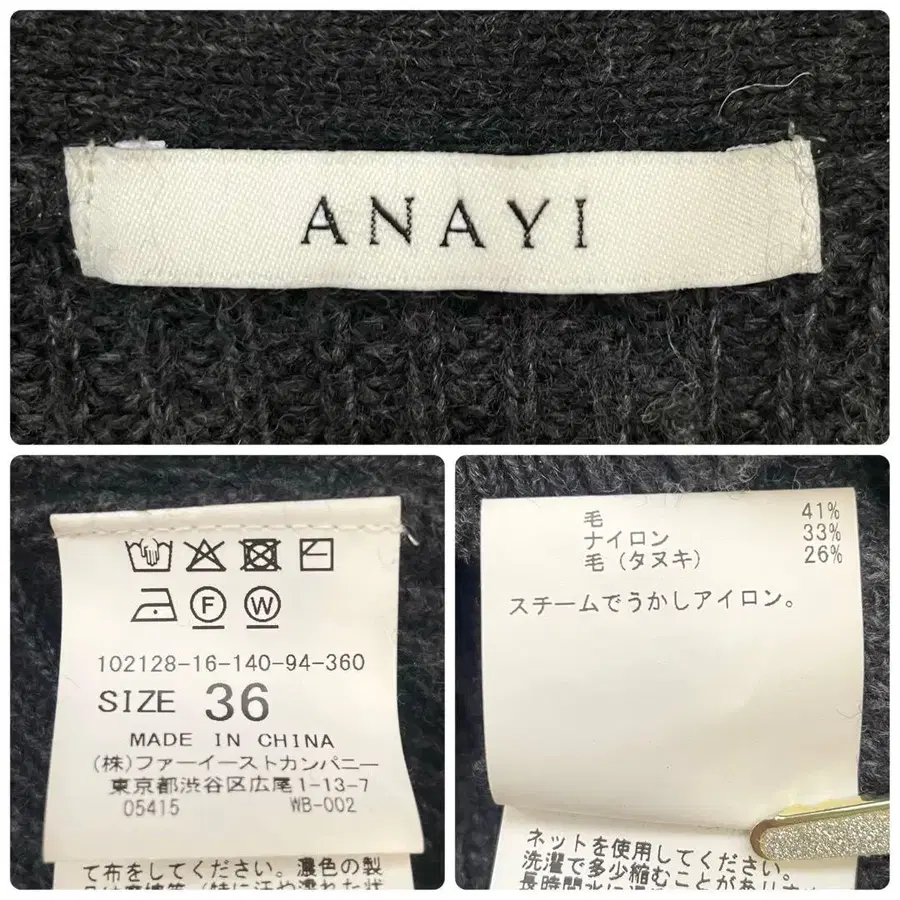 ANAYI
F W
102128-16-140-94-360
SIZE 36
MADE IN CHINA
(株)ファーイーストカンパニー
東京都渋谷区広尾1-13-7
05415 WB-002
て布をしてください。濃色の製
毛 41%
ナイロン 33%
毛(タヌキ) 26%
スチームでうかしアイロン。
ネットを使用してください。
洗濯で多少縮むことがあり